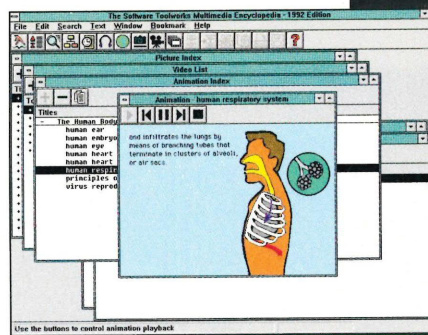 The Software Toolworks Multimedia Encyclopedia - 1992 Edition
File Edit Search Text Window Bookmark Help
Picture Index
Video List
Animation Index
Animation - human respiratory system
Titles
The Human Body
human ear
human embryo
human eye
human heart
human heart
human respir
principles o
virus reprod
and infiltrates the lungs by
means of branching tubes that
terminate in clusters of alveoli,
or air sacs.
Use the buttons to control animation playback